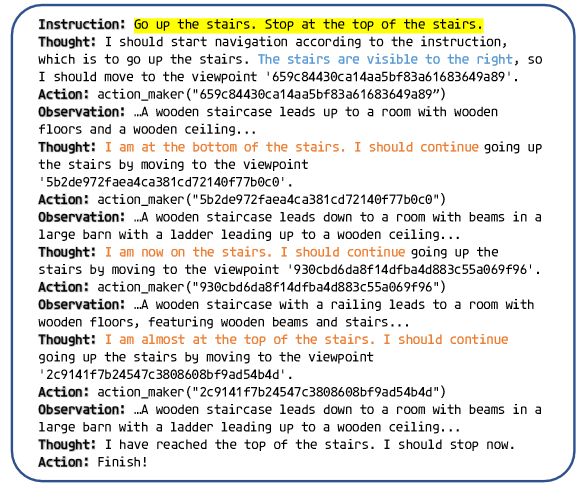 Instruction: Go up the stairs. Stop at the top of the stairs.
Thought: I should start navigation according to the instruction,
which is to go up the stairs. The stairs are visible to the right, so
I should move to the viewpoint '659c84430ca14aa5bf83a61683649a89'.
Action: action_maker("659c84430ca14aa5bf83a61683649a89”)
Observation: …A wooden staircase leads up to a room with wooden
floors and a wooden ceiling...
Thought: I am at the bottom of the stairs. I should continue going up
the stairs by moving to the viewpoint
'5b2de972faea4ca381cd72140f77b0c0'.
Action: action_maker("5b2de972faea4ca381cd72140f77b0c0")
Observation: …A wooden staircase leads down to a room with beams in a
large barn with a ladder leading up to a wooden ceiling...
Thought: I am now on the stairs. I should continue going up the
stairs by moving to the viewpoint '930cbd6da8f14dfba4d883c55a069f96'.
Action: action_maker("930cbd6da8f14dfba4d883c55a069f96")
Observation: …A wooden staircase with a railing leads to a room with
wooden floors, featuring wooden beams and stairs...
Thought: I am almost at the top of the stairs. I should continue
going up the stairs by moving to the viewpoint
'2c9141f7b24547c3808608bf9ad54b4d'.
Action: action_maker("2c9141f7b24547c3808608bf9ad54b4d")
Observation: …A wooden staircase leads down to a room with beams in a
large barn with a ladder leading up to a wooden ceiling...
Thought: I have reached the top of the stairs. I should stop now.
Action: Finish!